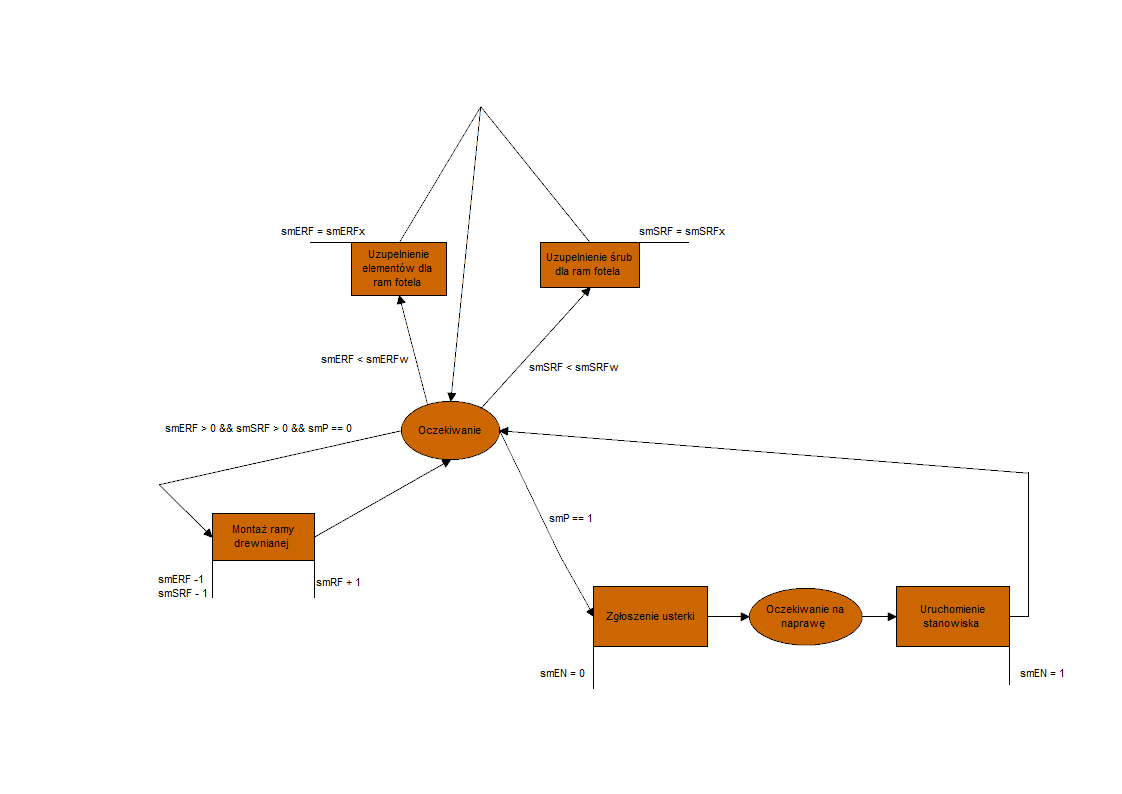 smERF = smERFx
smSRF = smSRFx
Uzupełnienie
elementów dla
ram fotela
Uzupełnienie śrub
dla ram fotela
smERF < smERFw
smSRF < smSRFw
Oczekiwanie
smERF > 0 && smSRF > 0 && smP == 0
Montaż ramy
drewnianej
smP == 1
smERF -1
smSRF - 1
smRF + 1
Zgłoszenie usterki
Oczekiwanie na
naprawę
Uruchomienie
stanowiska
smEN = 0
smEN = 1